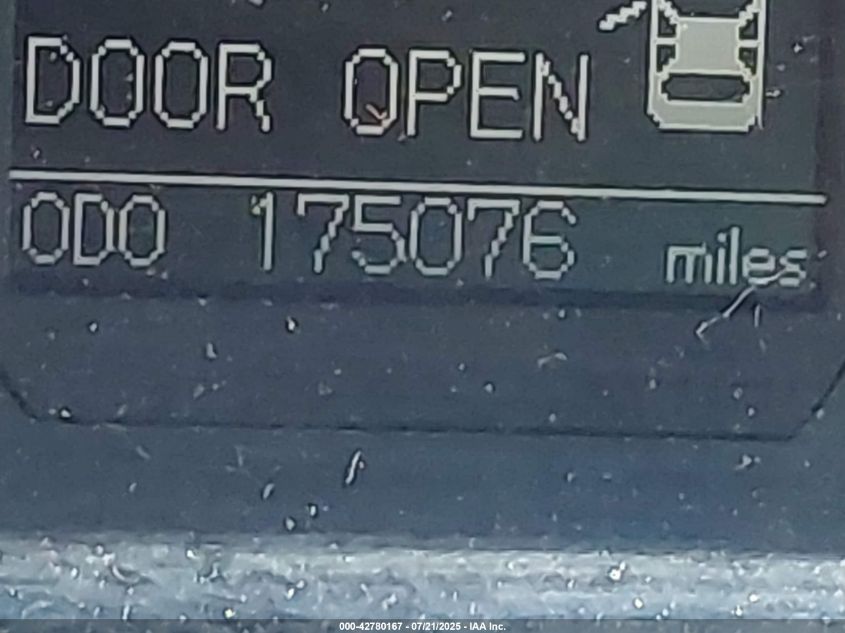 DOOR OPEN
ODO 175076 miles
000-42780167 - 07/21/2025 - IAA Inc.